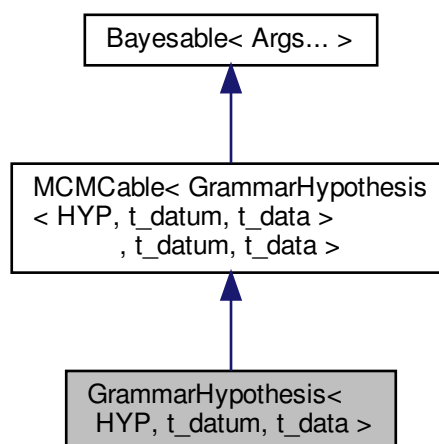 Bayesable< Args... >
MCMCable< GrammarHypothesis
< HYP, t_datum, t_data >
, t_datum, t_data >
GrammarHypothesis<
HYP, t_datum, t_data >